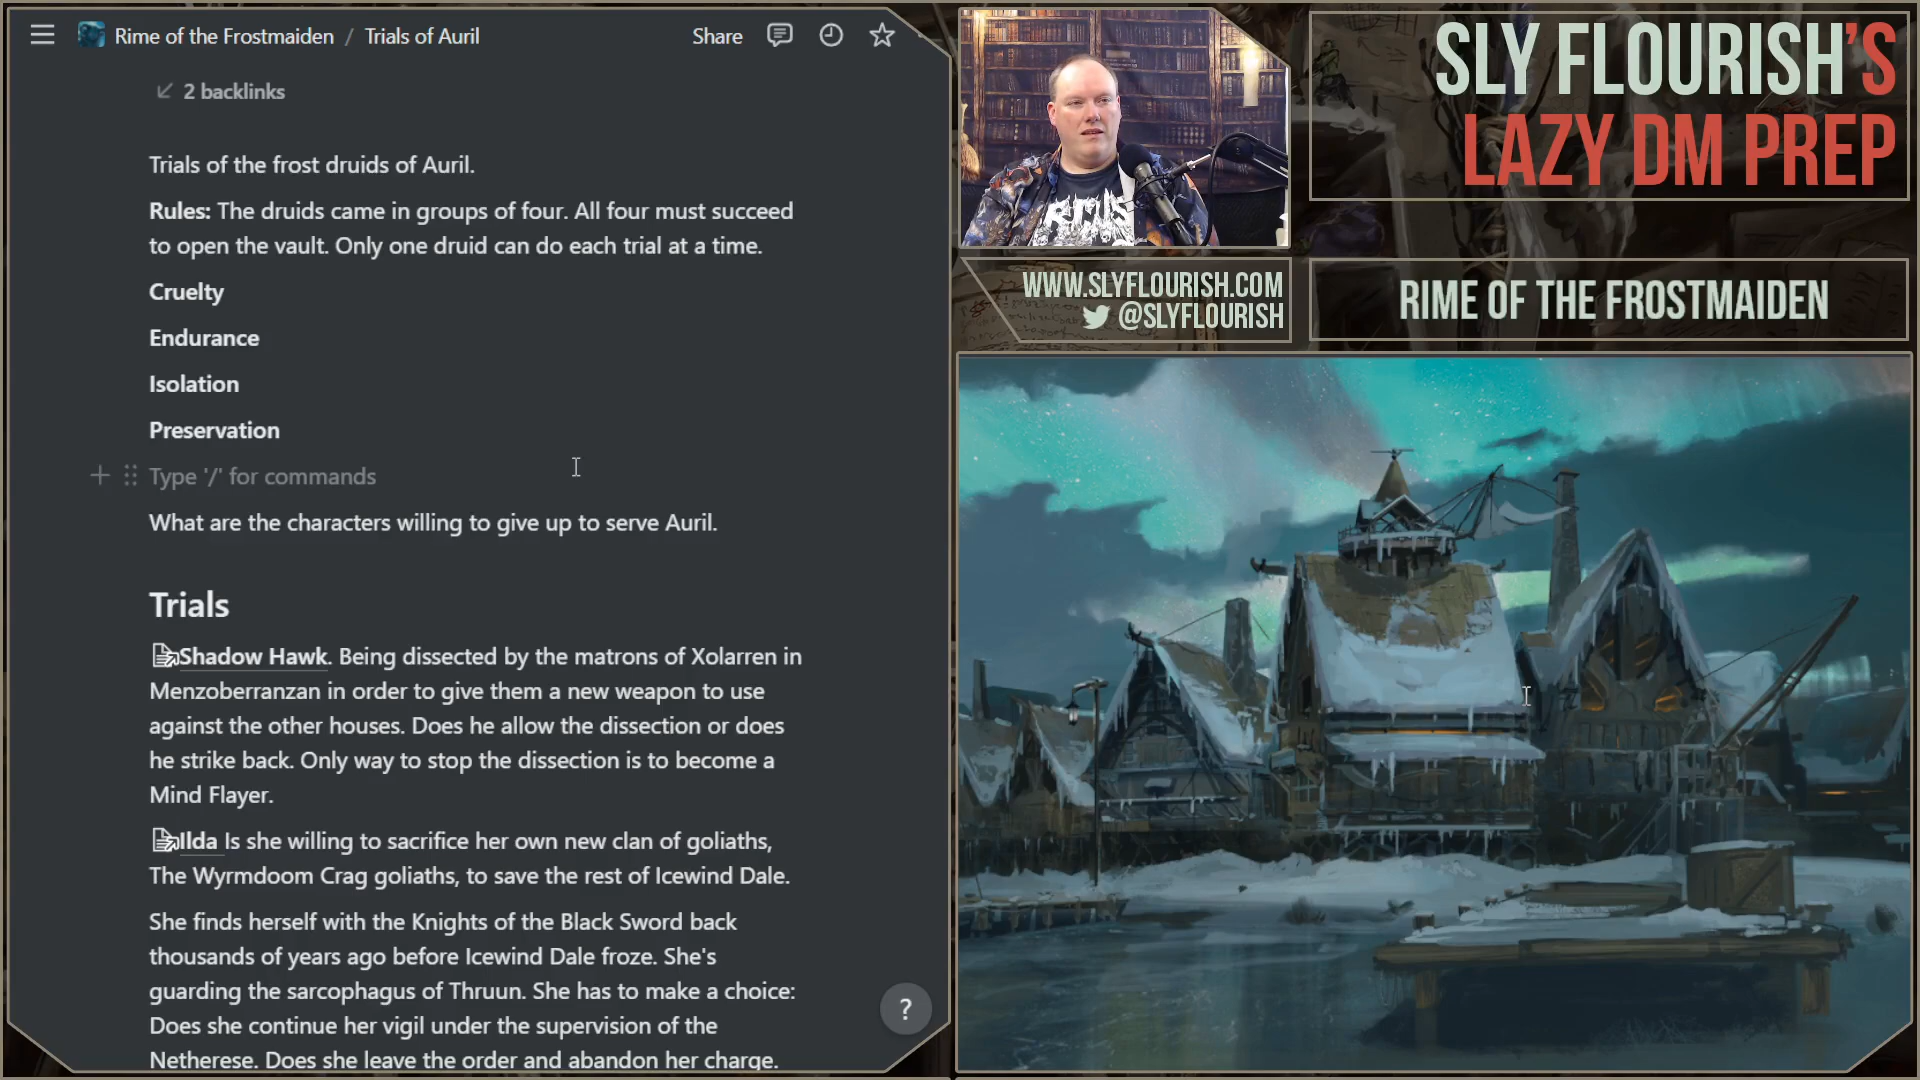 Rime of the Frostmaiden / Trials of Auril
Share
2 backlinks
Trials of the frost druids of Auril.
Rules: The druids came in groups of four. All four must succeed
to open the vault. Only one druid can do each trial at a time.
Cruelty
Endurance
Isolation
Preservation
Type '/' for commands
What are the characters willing to give up to serve Auril.
Trials
Shadow Hawk. Being dissected by the matrons of Xolarren in
Menzoberranzan in order to give them a new weapon to use
against the other houses. Does he allow the dissection or does
he strike back. Only way to stop the dissection is to become a
Mind Flayer.
Ilda Is she willing to sacrifice her own new clan of goliaths,
The Wyrmdoom Crag goliaths, to save the rest of Icewind Dale.
She finds herself with the Knights of the Black Sword back
thousands of years ago before Icewind Dale froze. She's
guarding the sarcophagus of Thruun. She has to make a choice:
Does she continue her vigil under the supervision of the
Netherese. Does she leave the order and abandon her charge.
?
WWW.SLYFLOURISH.COM
@SLYFLOURISH
SLY FLOURISH'S
LAZY DM PREP
RIME OF THE FROSTMAIDEN